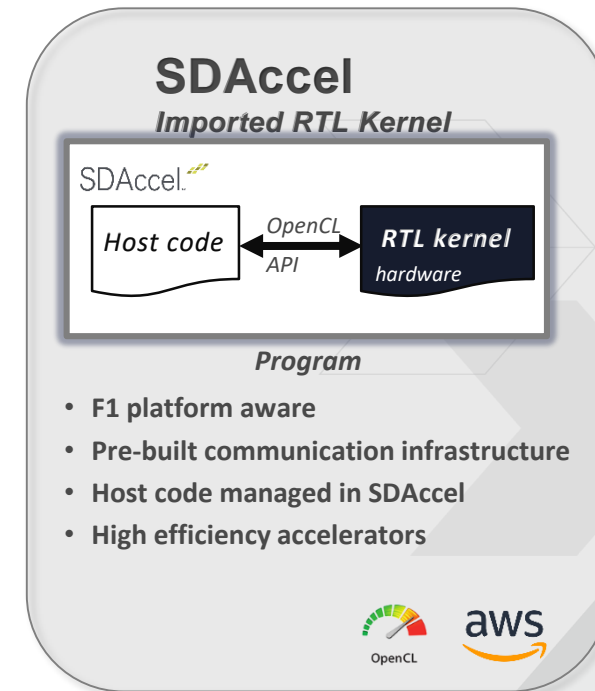 SDAccel
Imported RTL Kernel
SDAccel™
Host code
OpenCL
API
RTL kernel
hardware
Program
• F1 platform aware
• Pre-built communication infrastructure
• Host code managed in SDAccel
• High efficiency accelerators
OpenCL
aws